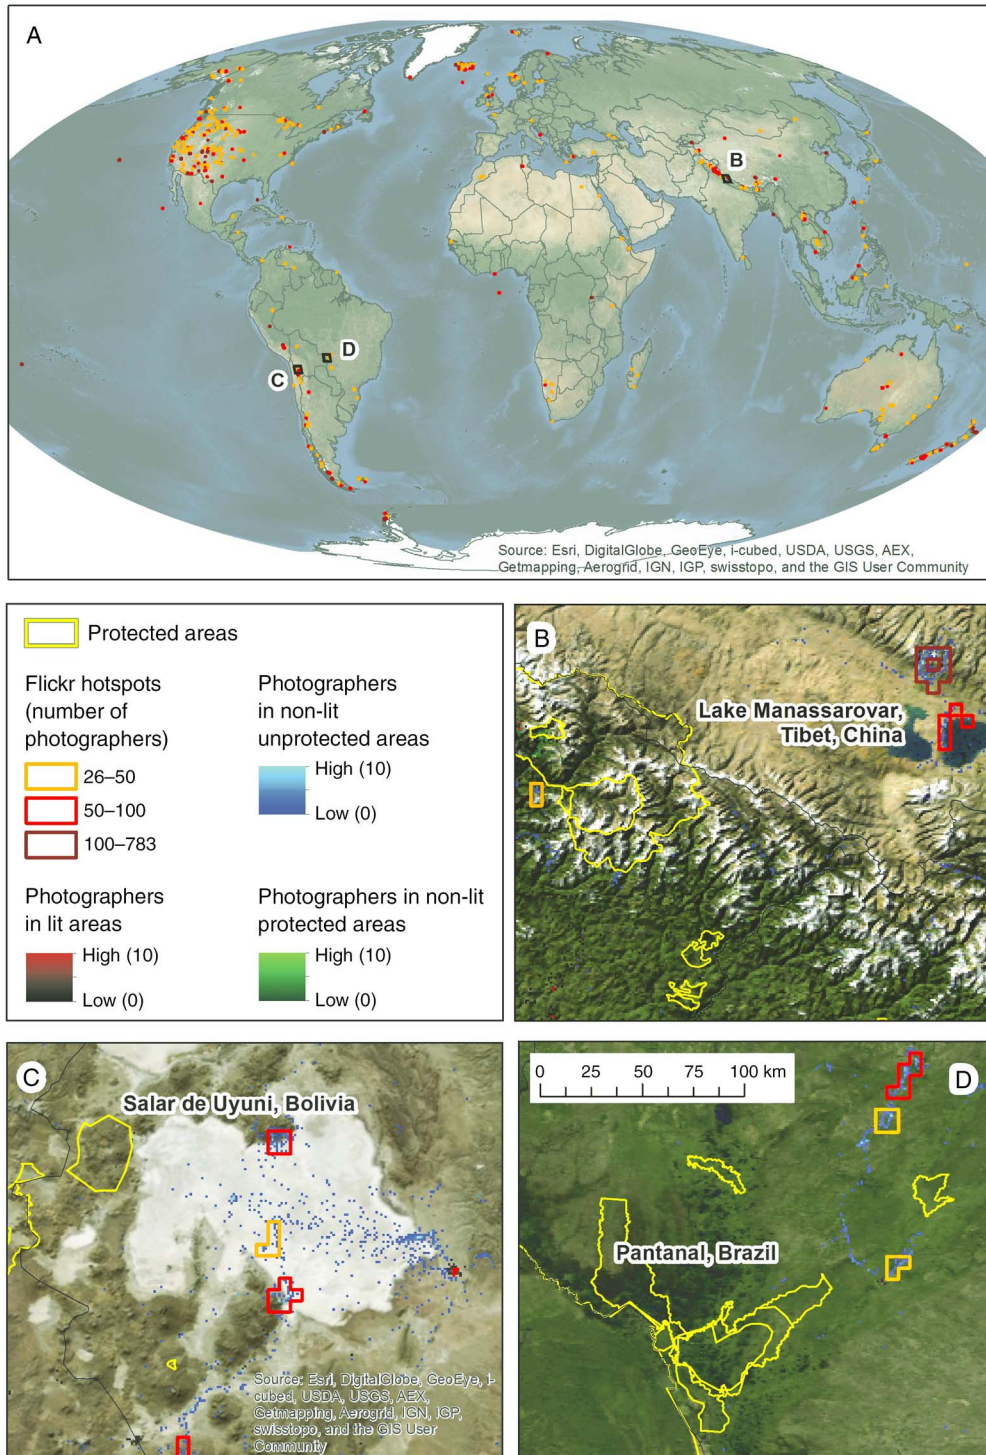 A
B
D
C
Source: Esri, DigitalGlobe, GeoEye, i-cubed, USDA, USGS, AEX,
Getmapping, Aerogrid, IGN, IGP, swisstopo, and the GIS User Community
Protected areas
Flickr hotspots
(number of
photographers)
26–50
50–100
100–783
Photographers
in non-lit
unprotected areas
High (10)
Low (0)
Photographers
in lit areas
High (10)
Low (0)
Photographers in non-lit
protected areas
High (10)
Low (0)
B
Lake Manassarovar,
Tibet, China
C
Salar de Uyuni, Bolivia
Source: Esri, DigitalGlobe, GeoEye, i-
cubed, USDA, USGS, AEX,
Getmapping, Aerogrid, IGN, IGP,
swisstopo, and the GIS User
Community
0 25 50 75 100 km
D
Pantanal, Brazil